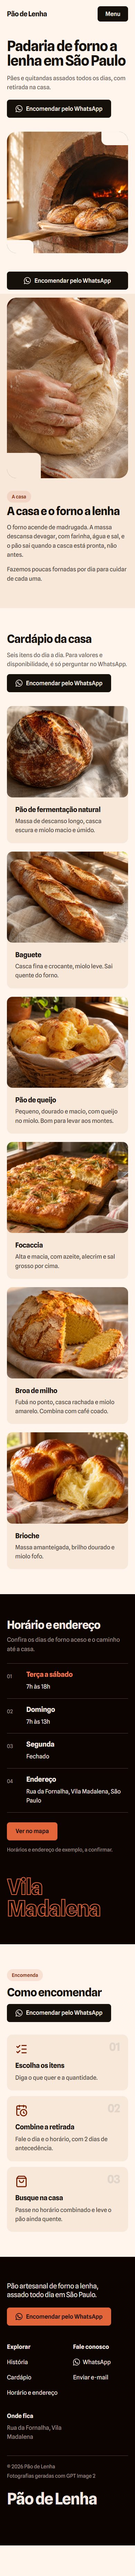 Pão de Lenha
Menu
Padaria de forno a
lenha em São Paulo
Pães e quitandas assados todos os dias, com
retirada na casa.
Encomendar pelo WhatsApp
Encomendar pelo WhatsApp
A casa
A casa e o forno a lenha
O forno acende de madrugada. A massa
descansa devagar, com farinha, água e sal, e
o pão sai quando a casca está pronta, não
antes.
Fazemos poucas fornadas por dia para cuidar
de cada uma.
Cardápio da casa
Seis itens do dia a dia. Para valores e
disponibilidade, é só perguntar no WhatsApp.
Encomendar pelo WhatsApp
Pão de fermentação natural
Massa de descanso longo, casca
escura e miolo macio e úmido.
Baguete
Casca fina e crocante, miolo leve. Sai
quente do forno.
Pão de queijo
Pequeno, dourado e macio, com queijo
no miolo. Bom para levar aos montes.
Focaccia
Alta e macia, com azeite, alecrim e sal
grosso por cima.
Broa de milho
Fubá no ponto, casca rachada e miolo
amarelo. Combina com café coado.
Brioche
Massa amanteigada, brilho dourado e
miolo fofo.
Horário e endereço
Confira os dias de forno aceso e o caminho
até a casa.
01
Terça a sábado
7h às 18h
02
Domingo
7h às 13h
03
Segunda
Fechado
04
Endereço
Rua da Fornalha, Vila Madalena, São
Paulo
Ver no mapa
Horários e endereço de exemplo, a confirmar.
Vila
Madalena
Encomenda
Como encomendar
Encomendar pelo WhatsApp
01
Escolha os itens
Diga o que quer e a quantidade.
02
Combine a retirada
Fale o dia e o horário, com 2 dias de
antecedência.
03
Busque na casa
Passe no horário combinado e leve o
pão ainda quente.
Pão artesanal de forno a lenha,
assado todo dia em São Paulo.
Encomendar pelo WhatsApp
Explorar
História
Cardápio
Horário e endereço
Fale conosco
WhatsApp
Enviar e-mail
Onde fica
Rua da Fornalha, Vila
Madalena
© 2026 Pão de Lenha
Fotografias geradas com GPT Image 2
Pão de Lenha